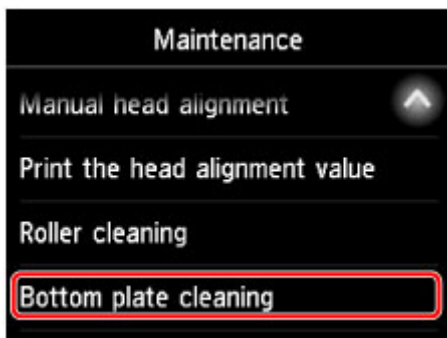 Maintenance
Manual head alignment
Print the head alignment value
Roller cleaning
Bottom plate cleaning